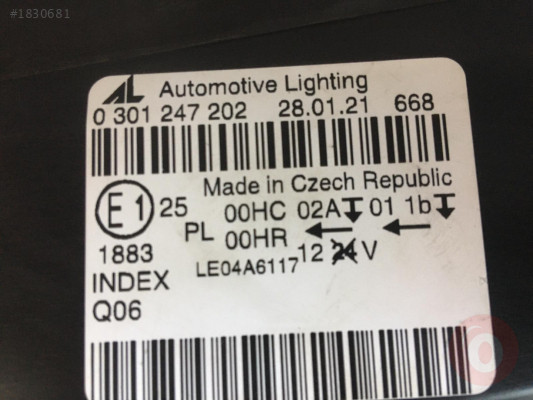 #1830681
AL Automotive Lighting
0 301 247 202 28.01.21 668
Made in Czech Republic
E1 25 00HC 02A 01 1b
PL 00HR
1883 12 24 V
LE04A6117
INDEX
Q06